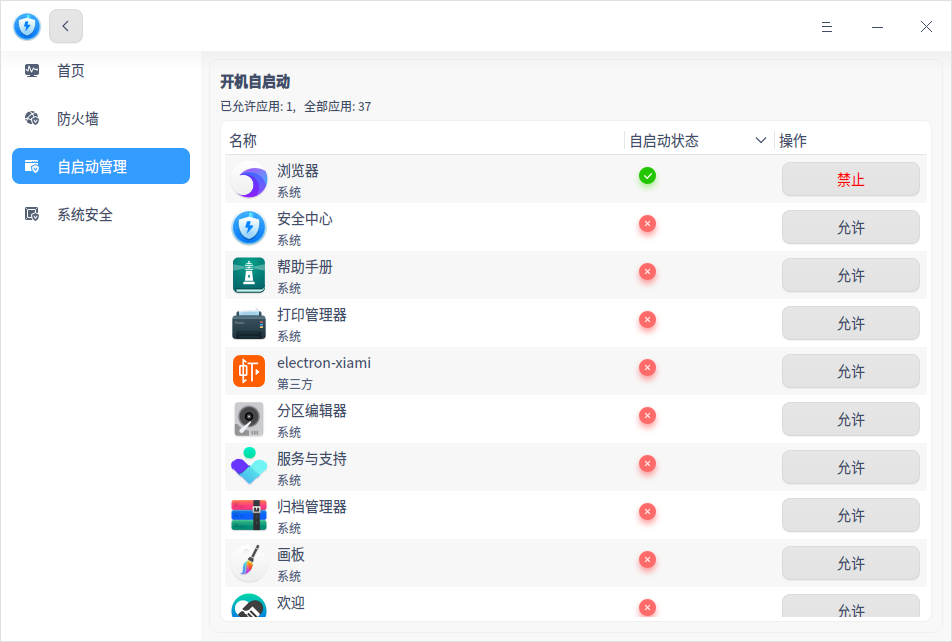 首页
防火墙
自启动管理
系统安全
开机自启动
已允许应用: 1, 全部应用: 37
名称 自启动状态 操作
浏览器
系统
禁止
安全中心
系统
允许
帮助手册
系统
允许
打印管理器
系统
允许
electron-xiami
第三方
允许
分区编辑器
系统
允许
服务与支持
系统
允许
归档管理器
系统
允许
画板
系统
允许
欢迎
允许